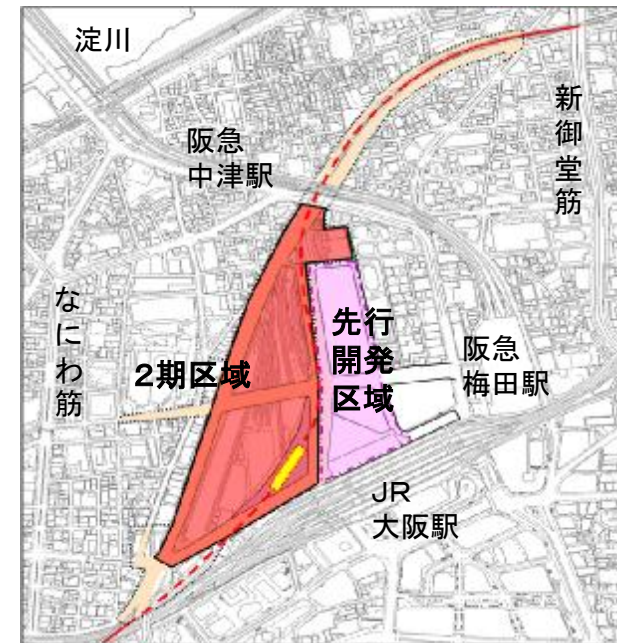 淀川
阪急
中津駅
新御堂筋
なにわ筋
先行
開発
区域
2期区域
阪急
梅田駅
JR
大阪駅